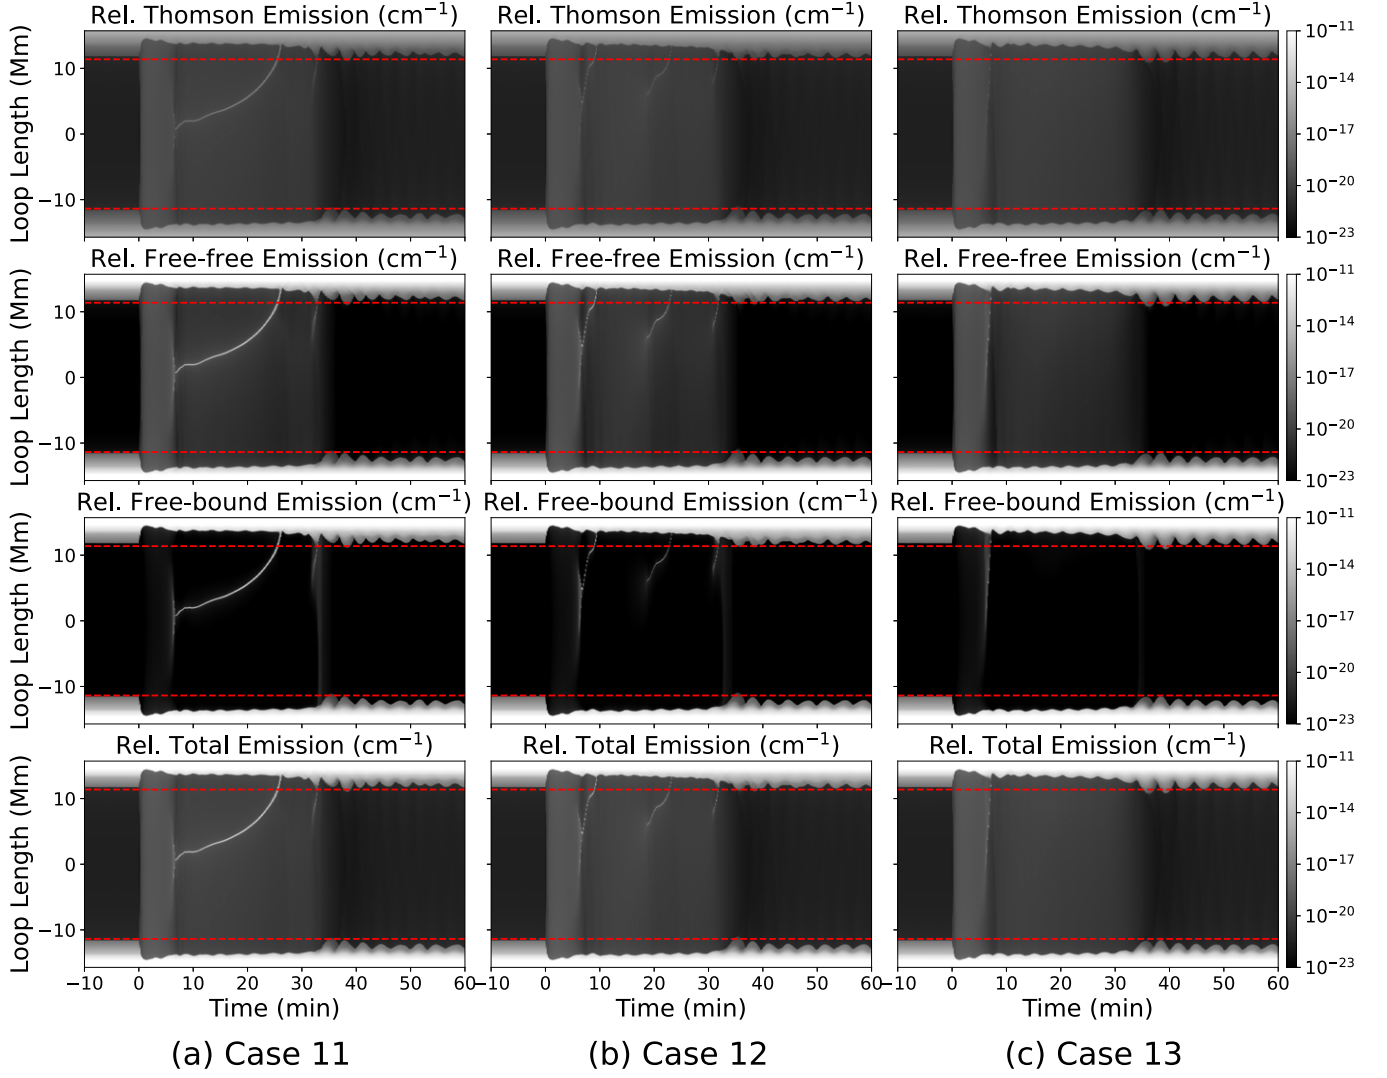 Rel. Thomson Emission (cm⁻¹) Rel. Thomson Emission (cm⁻¹) Rel. Thomson Emission (cm⁻¹)
Loop Length (Mm)
10
0
−10
10⁻¹¹
10⁻¹⁴
10⁻¹⁷
10⁻²⁰
10⁻²³
Rel. Free-free Emission (cm⁻¹) Rel. Free-free Emission (cm⁻¹) Rel. Free-free Emission (cm⁻¹)
Loop Length (Mm)
10
0
−10
10⁻¹¹
10⁻¹⁴
10⁻¹⁷
10⁻²⁰
10⁻²³
Rel. Free-bound Emission (cm⁻¹) Rel. Free-bound Emission (cm⁻¹) Rel. Free-bound Emission (cm⁻¹)
Loop Length (Mm)
10
0
−10
10⁻¹¹
10⁻¹⁴
10⁻¹⁷
10⁻²⁰
10⁻²³
Rel. Total Emission (cm⁻¹) Rel. Total Emission (cm⁻¹) Rel. Total Emission (cm⁻¹)
Loop Length (Mm)
10
0
−10
10⁻¹¹
10⁻¹⁴
10⁻¹⁷
10⁻²⁰
10⁻²³
−10 0 10 20 30 40 50 60 −10 0 10 20 30 40 50 60 −10 0 10 20 30 40 50 60
Time (min) Time (min) Time (min)
(a) Case 11 (b) Case 12 (c) Case 13